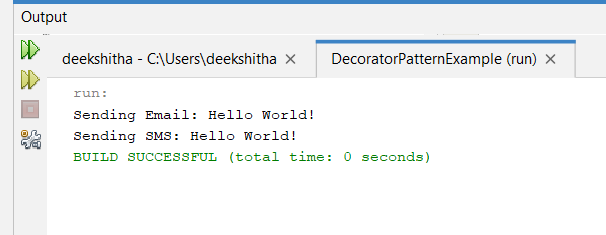 Output
deekshitha - C:\Users\deekshitha × DecoratorPatternExample (run) ×
run:
Sending Email: Hello World!
Sending SMS: Hello World!
BUILD SUCCESSFUL (total time: 0 seconds)